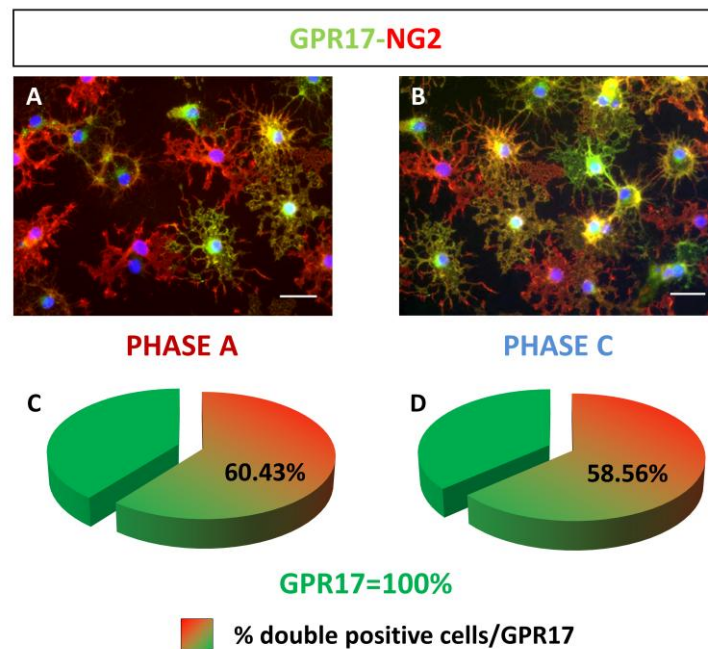 GPR17-NG2
A
B
PHASE A
PHASE C
C
D
60.43%
58.56%
GPR17=100%
% double positive cells/GPR17